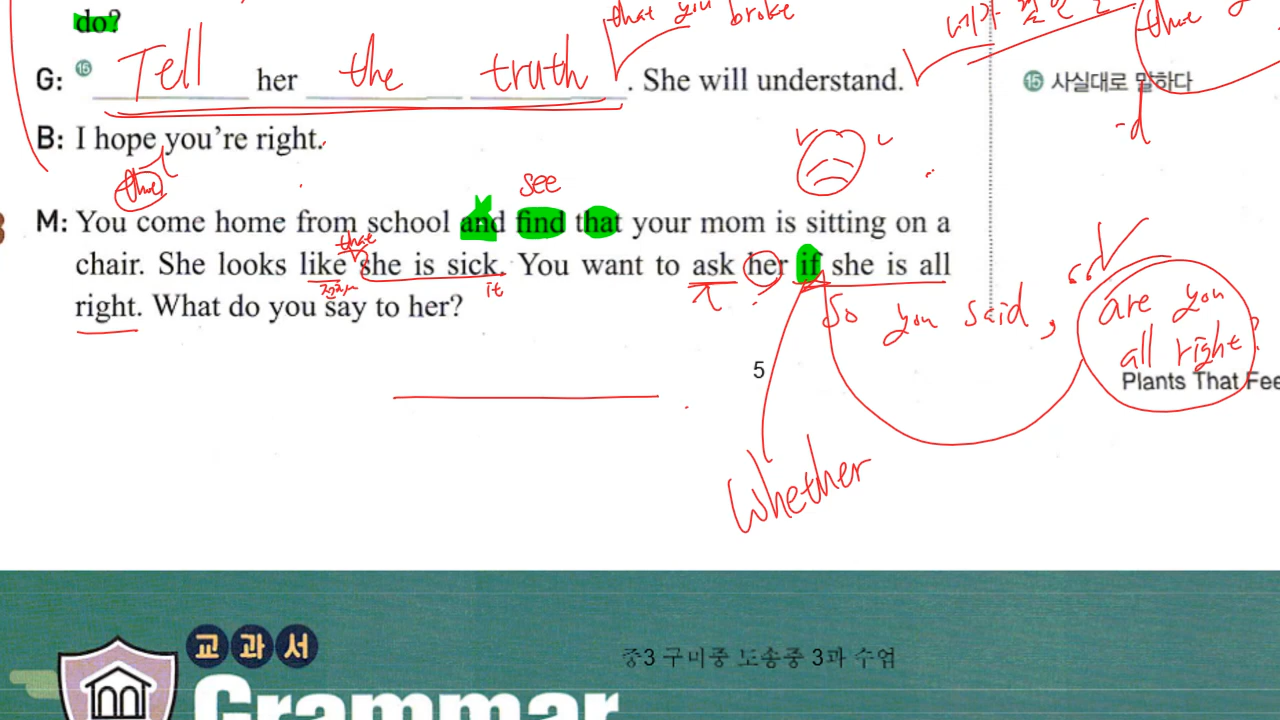 do?
that you broke
네가
G: ⑮ Tell her the truth. She will understand.
⑮ 사실대로 말하다
B: I hope you're right.
that
see
M: You come home from school and find that your mom is sitting on a
that
chair. She looks like she is sick. You want to ask her if she is all
it
right. What do you say to her?
So you said, "are you
all right?
5
Plants That Fee
Whether
교과서
중3 구미중 도송중 3과 수업
Grammar